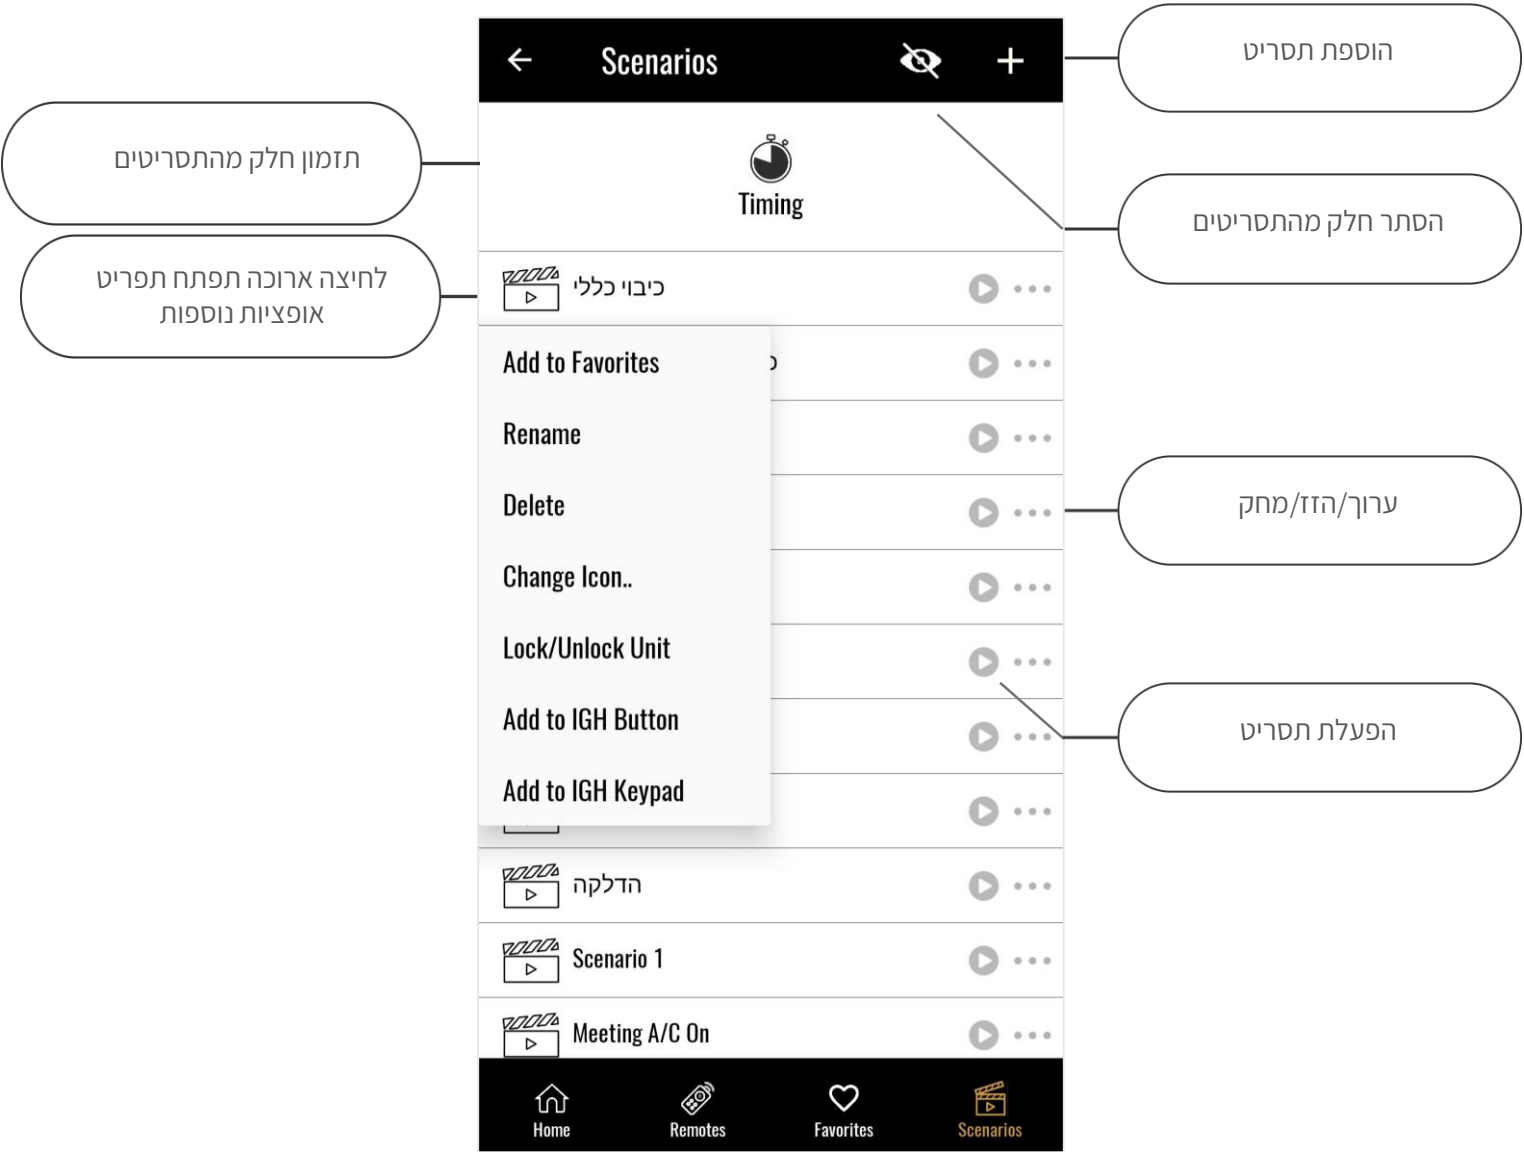 הוספת תסריט
Scenarios
תזמון חלק מהתסריטים
Timing
הסתר חלק מהתסריטים
לחיצה ארוכה תפתח תפריט
אופציות נוספות
כיבוי כללי
Add to Favorites
Rename
Delete
ערוך/הזז/מחק
Change Icon..
Lock/Unlock Unit
Add to IGH Button
הפעלת תסריט
Add to IGH Keypad
הדלקה
Scenario 1
Meeting A/C On
Home
Remotes
Favorites
Scenarios